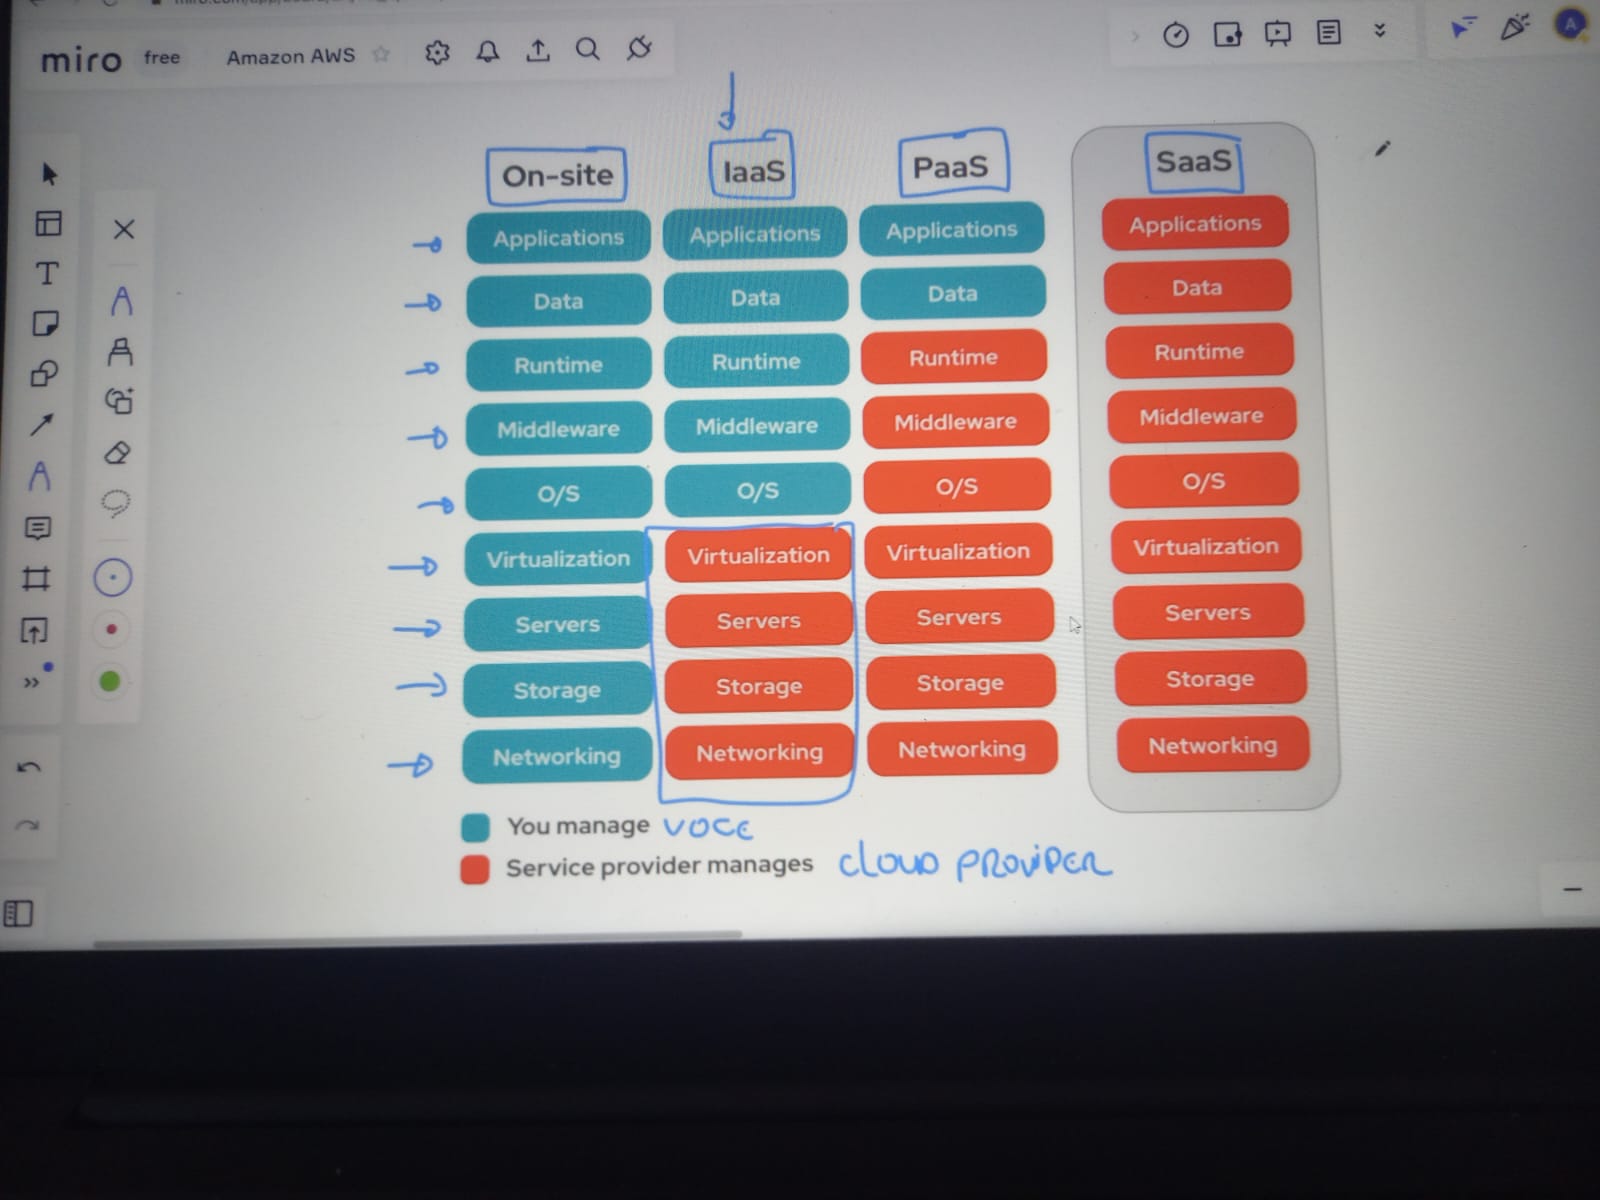 miro free Amazon AWS
A
On-site IaaS PaaS SaaS
Applications Applications Applications Applications
Data Data Data Data
Runtime Runtime Runtime Runtime
Middleware Middleware Middleware Middleware
O/S O/S O/S O/S
Virtualization Virtualization Virtualization Virtualization
Servers Servers Servers Servers
Storage Storage Storage Storage
Networking Networking Networking Networking
You manage VOCE
Service provider manages CLOUD PROVIDER